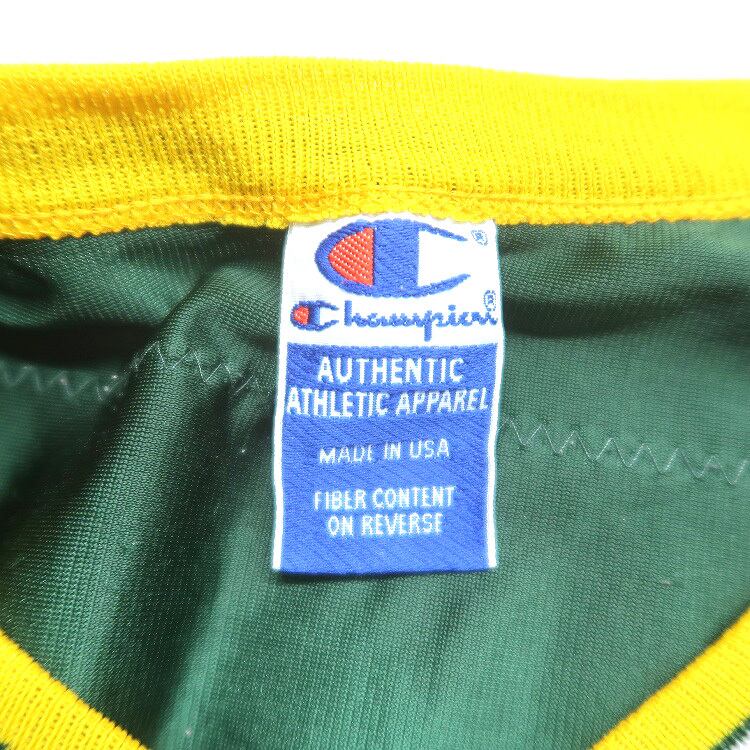 ®
Champion®
AUTHENTIC
ATHLETIC APPAREL
MADE IN USA
FIBER CONTENT
ON REVERSE